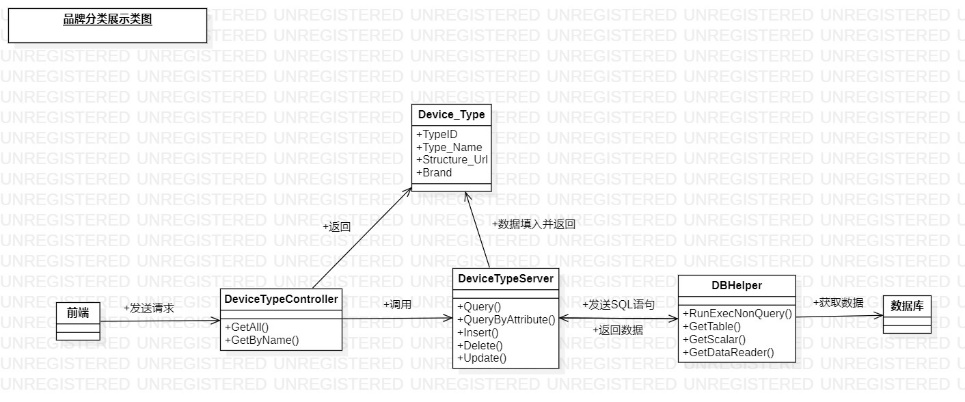 品牌分类展示类图
Device_Type
+TypeID
+Type_Name
+Structure_Url
+Brand
+返回
+数据填入并返回
前端
+发送请求
DeviceTypeController
+GetAll()
+GetByName()
+调用
DeviceTypeServer
+Query()
+QueryByAttribute()
+Insert()
+Delete()
+Update()
+发送SQL语句
+返回数据
DBHelper
+RunExecNonQuery()
+GetTable()
+GetScalar()
+GetDataReader()
+获取数据
数据库
UNREGISTERED